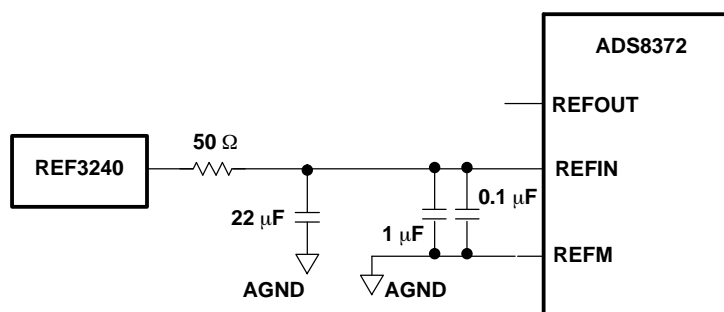 ADS8372
REFOUT
50 Ω
REF3240
REFIN
0.1 μF
22 μF
1 μF
REFM
AGND
AGND